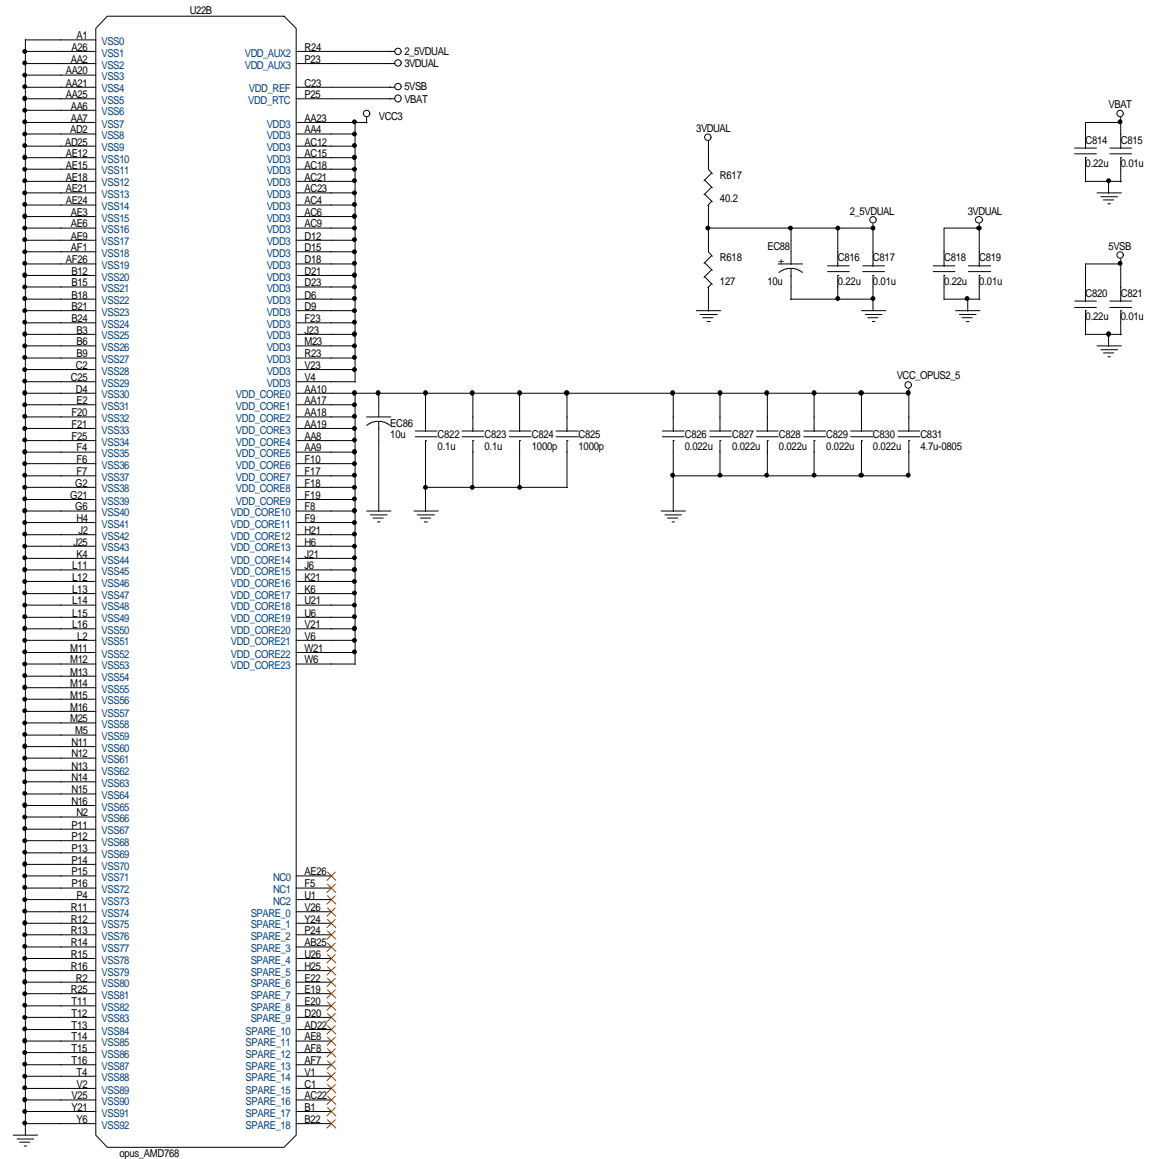 U22B
A1 VSS0
A26 VSS1
AA2 VSS2
AA20 VSS3
AA21 VSS4
AA25 VSS5
AA6 VSS6
AA7 VSS7
AD2 VSS8
AD25 VSS9
AE12 VSS10
AE15 VSS11
AE18 VSS12
AE21 VSS13
AE24 VSS14
AE3 VSS15
AE6 VSS16
AE9 VSS17
AF1 VSS18
AF26 VSS19
B12 VSS20
B15 VSS21
B18 VSS22
B21 VSS23
B24 VSS24
B3 VSS25
B6 VSS26
B9 VSS27
C2 VSS28
C25 VSS29
D4 VSS30
E2 VSS31
F20 VSS32
F21 VSS33
F25 VSS34
F4 VSS35
F6 VSS36
F7 VSS37
G2 VSS38
G21 VSS39
G6 VSS40
H4 VSS41
J2 VSS42
J25 VSS43
K4 VSS44
L11 VSS45
L12 VSS46
L13 VSS47
L14 VSS48
L15 VSS49
L16 VSS50
L2 VSS51
M11 VSS52
M12 VSS53
M13 VSS54
M14 VSS55
M15 VSS56
M16 VSS57
M25 VSS58
M5 VSS59
N11 VSS60
N12 VSS61
N13 VSS62
N14 VSS63
N15 VSS64
N16 VSS65
N2 VSS66
P11 VSS67
P12 VSS68
P13 VSS69
P14 VSS70
P15 VSS71
P16 VSS72
P4 VSS73
R11 VSS74
R12 VSS75
R13 VSS76
R14 VSS77
R15 VSS78
R16 VSS79
R2 VSS80
R25 VSS81
T11 VSS82
T12 VSS83
T13 VSS84
T14 VSS85
T15 VSS86
T16 VSS87
T4 VSS88
V2 VSS89
V25 VSS90
Y21 VSS91
Y6 VSS92
VDD_AUX2 R24 2_5VDUAL
VDD_AUX3 P23 3VDUAL
VDD_REF C23 5VSB
VDD_RTC P25 VBAT
VCC3
VDD3 AA23
VDD3 AA4
VDD3 AC12
VDD3 AC15
VDD3 AC18
VDD3 AC21
VDD3 AC23
VDD3 AC4
VDD3 AC6
VDD3 AC9
VDD3 D12
VDD3 D15
VDD3 D18
VDD3 D21
VDD3 D23
VDD3 D6
VDD3 D9
VDD3 F23
VDD3 J23
VDD3 M23
VDD3 R23
VDD3 V23
VDD3 V4
VDD_CORE0 AA10
VDD_CORE1 AA17
VDD_CORE2 AA18
VDD_CORE3 AA19
VDD_CORE4 AA8
VDD_CORE5 AA9
VDD_CORE6 F10
VDD_CORE7 F17
VDD_CORE8 F18
VDD_CORE9 F19
VDD_CORE10 F8
VDD_CORE11 F9
VDD_CORE12 H21
VDD_CORE13 H6
VDD_CORE14 J21
VDD_CORE15 J6
VDD_CORE16 K21
VDD_CORE17 K6
VDD_CORE18 U21
VDD_CORE19 U6
VDD_CORE20 V21
VDD_CORE21 V6
VDD_CORE22 W21
VDD_CORE23 W6
NC0 AE26
NC1 F5
NC2 U1
SPARE_0 V26
SPARE_1 Y24
SPARE_2 P24
SPARE_3 AB25
SPARE_4 U26
SPARE_5 H25
SPARE_6 E22
SPARE_7 E19
SPARE_8 E20
SPARE_9 D20
SPARE_10 AD22
SPARE_11 AE8
SPARE_12 AF8
SPARE_13 AF7
SPARE_14 V1
SPARE_15 C1
SPARE_16 AC22
SPARE_17 B1
SPARE_18 B22
opus_AMD768
3VDUAL
R617
40.2
R618
127
2_5VDUAL
EC88
+
10u
C816
0.22u
C817
0.01u
3VDUAL
C818
0.22u
C819
0.01u
VBAT
C814
0.22u
C815
0.01u
5VSB
C820
0.22u
C821
0.01u
VCC_OPUS2_5
EC86
10u
C822
0.1u
C823
0.1u
C824
1000p
C825
1000p
C826
0.022u
C827
0.022u
C828
0.022u
C829
0.022u
C830
0.022u
C831
4.7u-0805